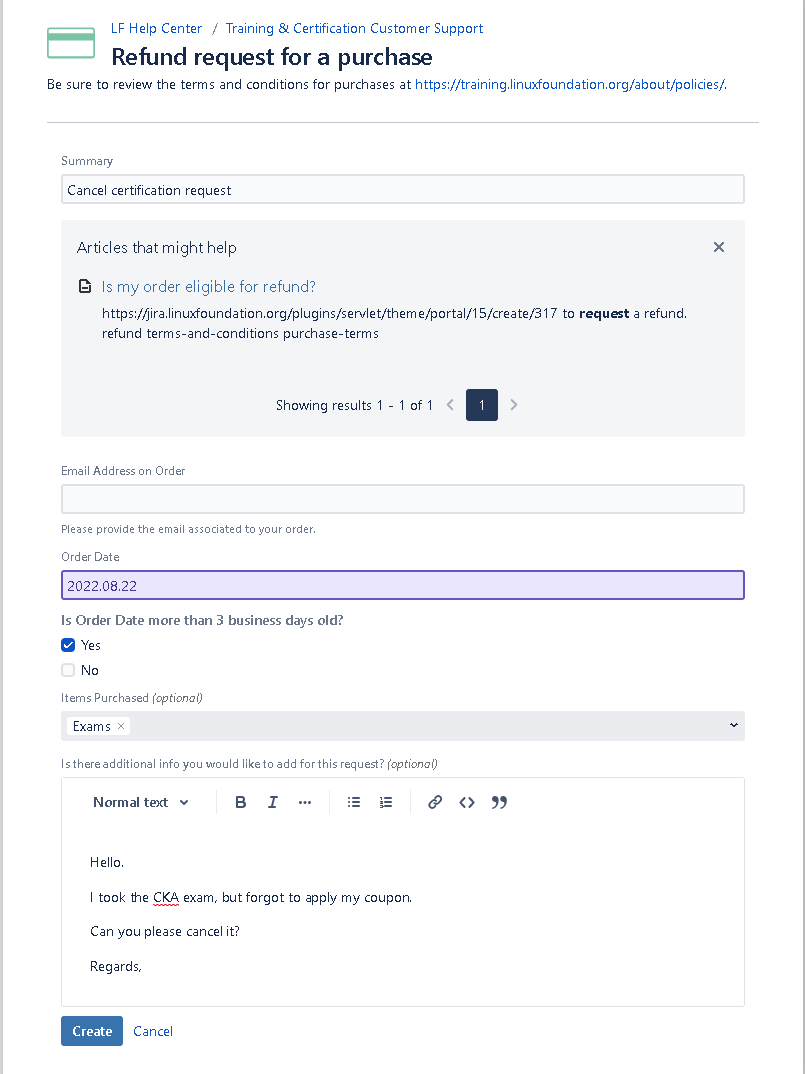 LF Help Center / Training & Certification Customer Support
Refund request for a purchase
Be sure to review the terms and conditions for purchases at https://training.linuxfoundation.org/about/policies/.
Summary
Cancel certification request
Articles that might help
Is my order eligible for refund?
https://jira.linuxfoundation.org/plugins/servlet/theme/portal/15/create/317 to request a refund.
refund terms-and-conditions purchase-terms
Showing results 1 - 1 of 1
1
Email Address on Order
Please provide the email associated to your order.
Order Date
2022.08.22
Is Order Date more than 3 business days old?
Yes
No
Items Purchased (optional)
Exams ×
Is there additional info you would like to add for this request? (optional)
Normal text B I ...
Hello.
I took the CKA exam, but forgot to apply my coupon.
Can you please cancel it?
Regards,
Create Cancel